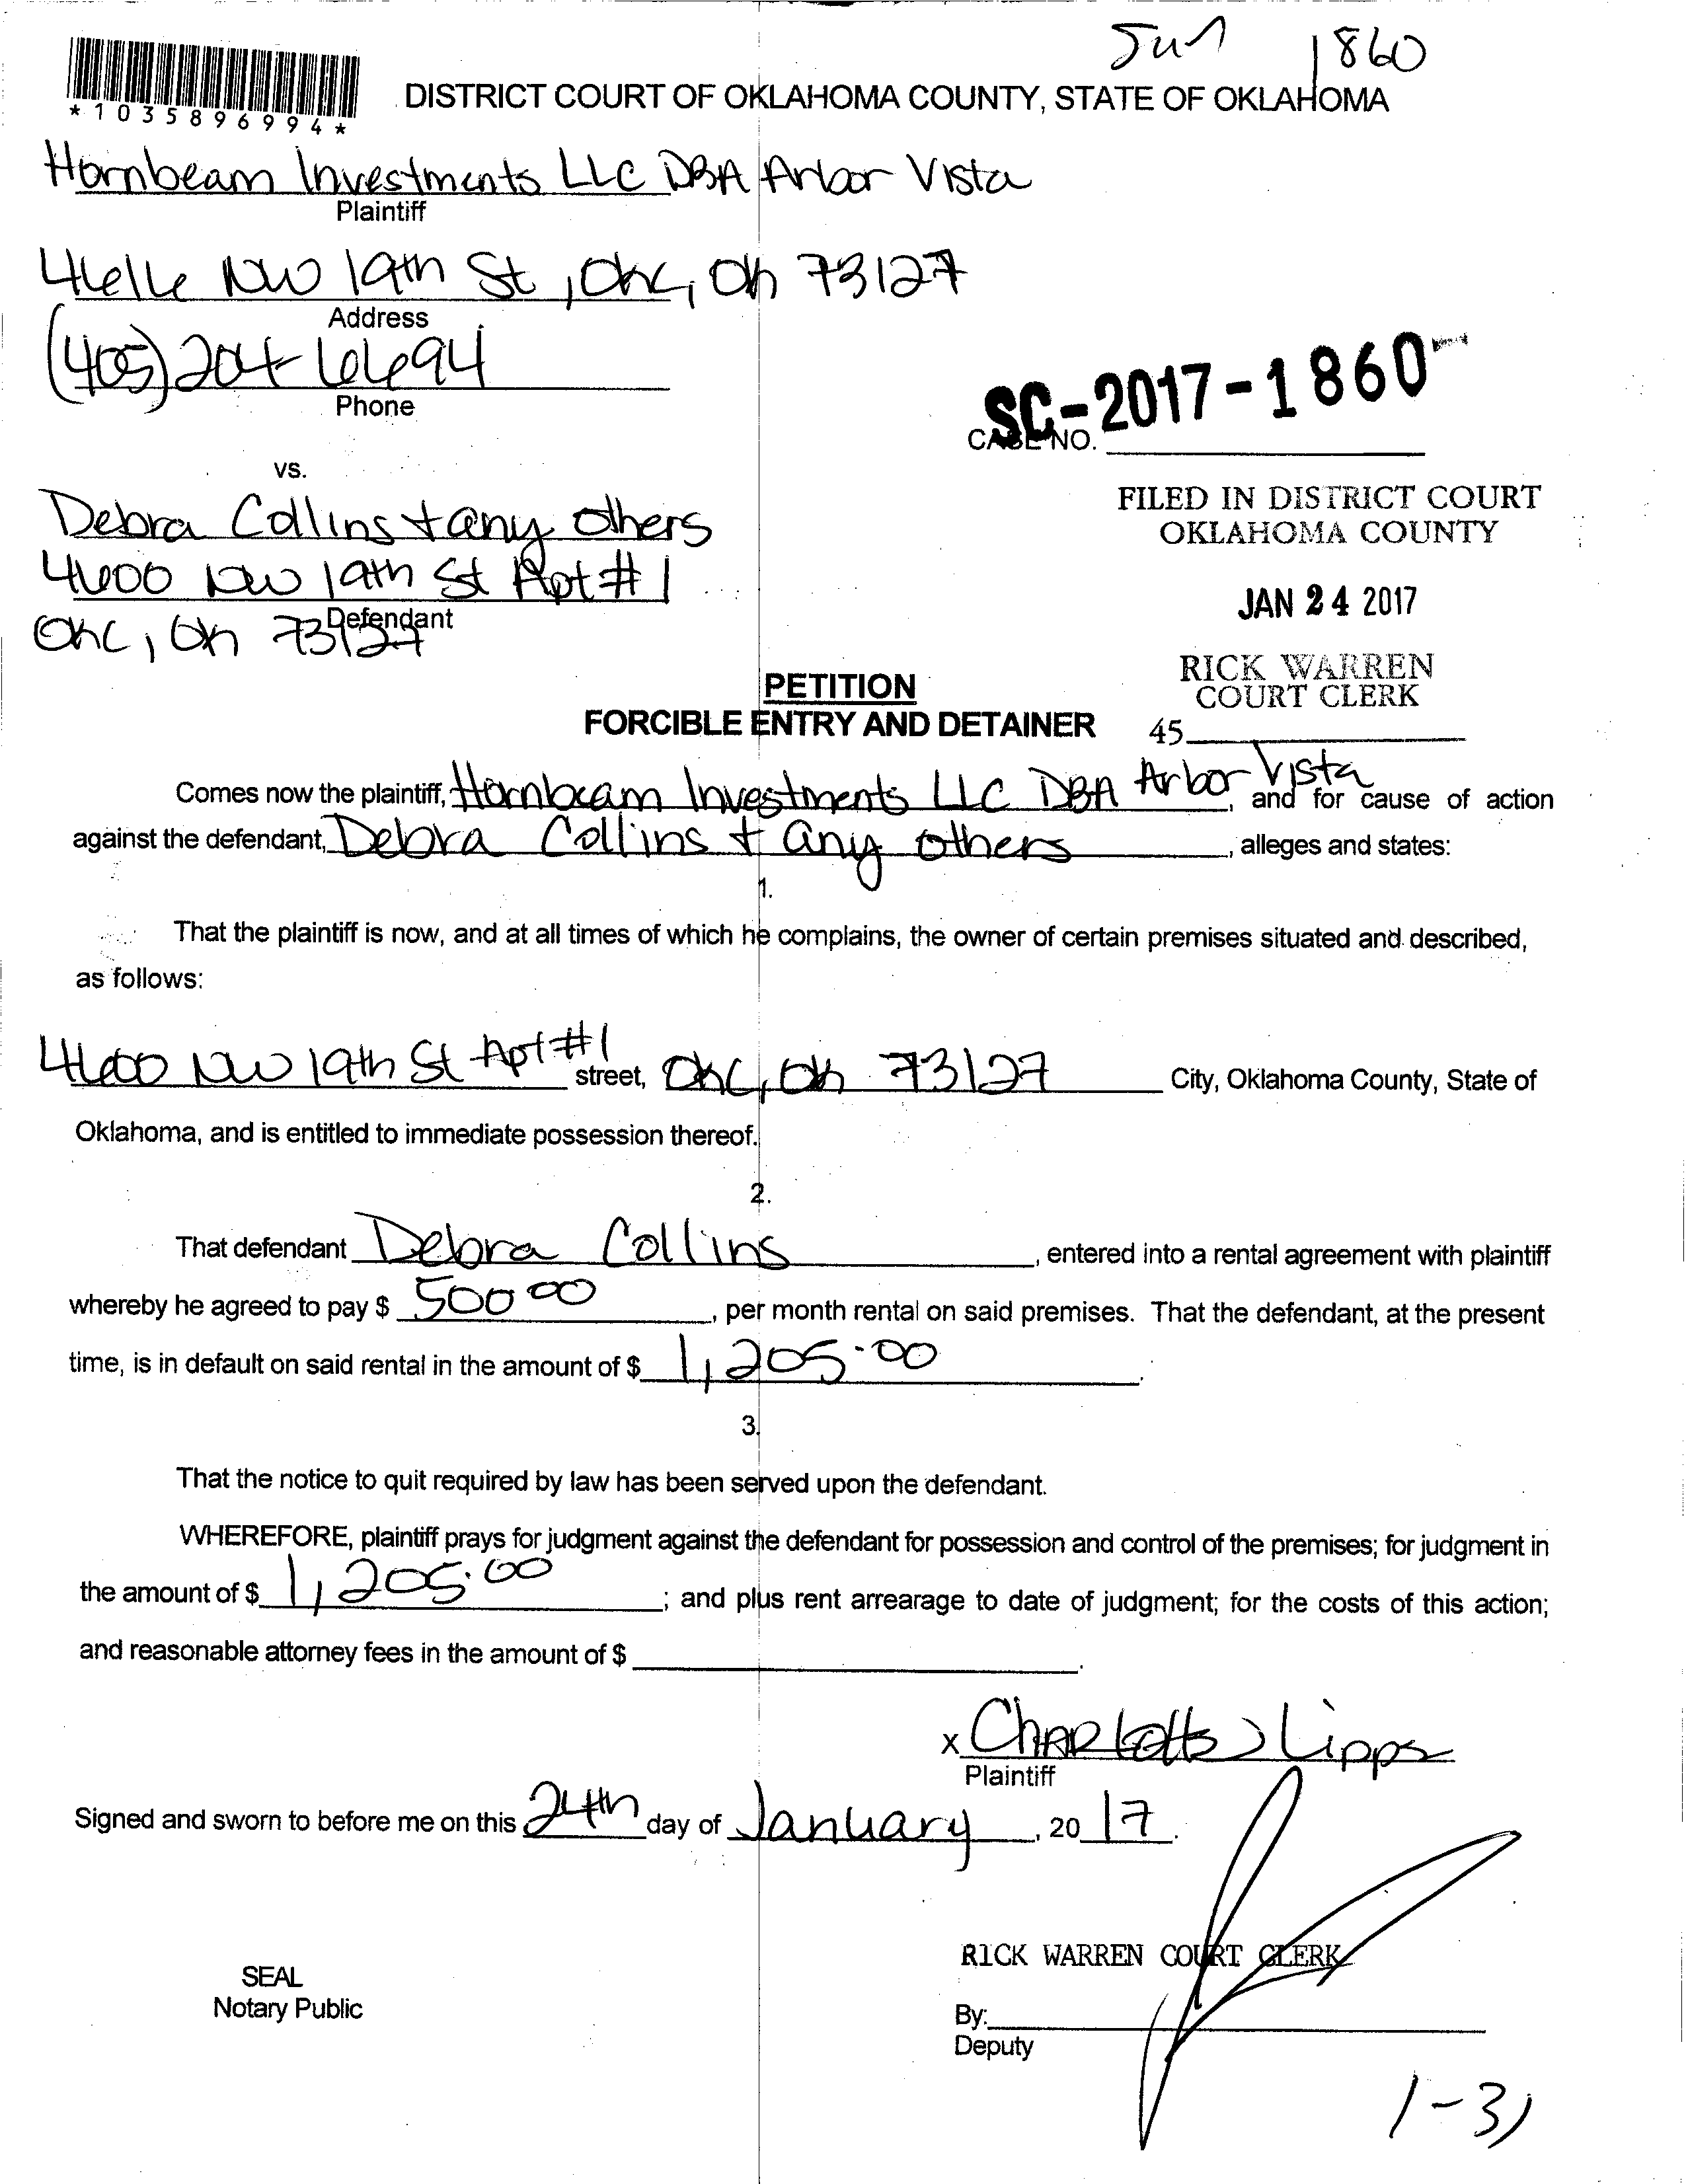 Jun 1860
*1035896994*
DISTRICT COURT OF OKLAHOMA COUNTY, STATE OF OKLAHOMA
Hornbeam Investments LLC DBA Arbor Vista
Plaintiff
4616 NW 19th St, Okc, Ok 73127
Address
(405) 204-6694
Phone
SC-2017-1860
CASE NO.
vs.
Debra Collins + any others
4600 NW 19th St Apt #1
Defendant
Okc, Ok 73127
FILED IN DISTRICT COURT
OKLAHOMA COUNTY
JAN 24 2017
RICK WARREN
COURT CLERK
45
PETITION
FORCIBLE ENTRY AND DETAINER
Comes now the plaintiff, Hornbeam Investments LLC DBA Arbor Vista, and for cause of action
against the defendant, Debra Collins + any others, alleges and states:
1.
That the plaintiff is now, and at all times of which he complains, the owner of certain premises situated and described,
as follows:
4600 NW 19th St Apt #1 street, Okc, Ok 73127 City, Oklahoma County, State of
Oklahoma, and is entitled to immediate possession thereof.
2.
That defendant Debra Collins, entered into a rental agreement with plaintiff
whereby he agreed to pay $ 500 00, per month rental on said premises. That the defendant, at the present
time, is in default on said rental in the amount of $ 1,205.00.
3.
That the notice to quit required by law has been served upon the defendant.
WHEREFORE, plaintiff prays for judgment against the defendant for possession and control of the premises; for judgment in
the amount of $ 1,205.00; and plus rent arrearage to date of judgment; for the costs of this action;
and reasonable attorney fees in the amount of $ .
x Charlotte Lipps
Plaintiff
Signed and sworn to before me on this 24th day of January, 20 17.
RICK WARREN COURT CLERK
SEAL
Notary Public
By:
Deputy
1-31